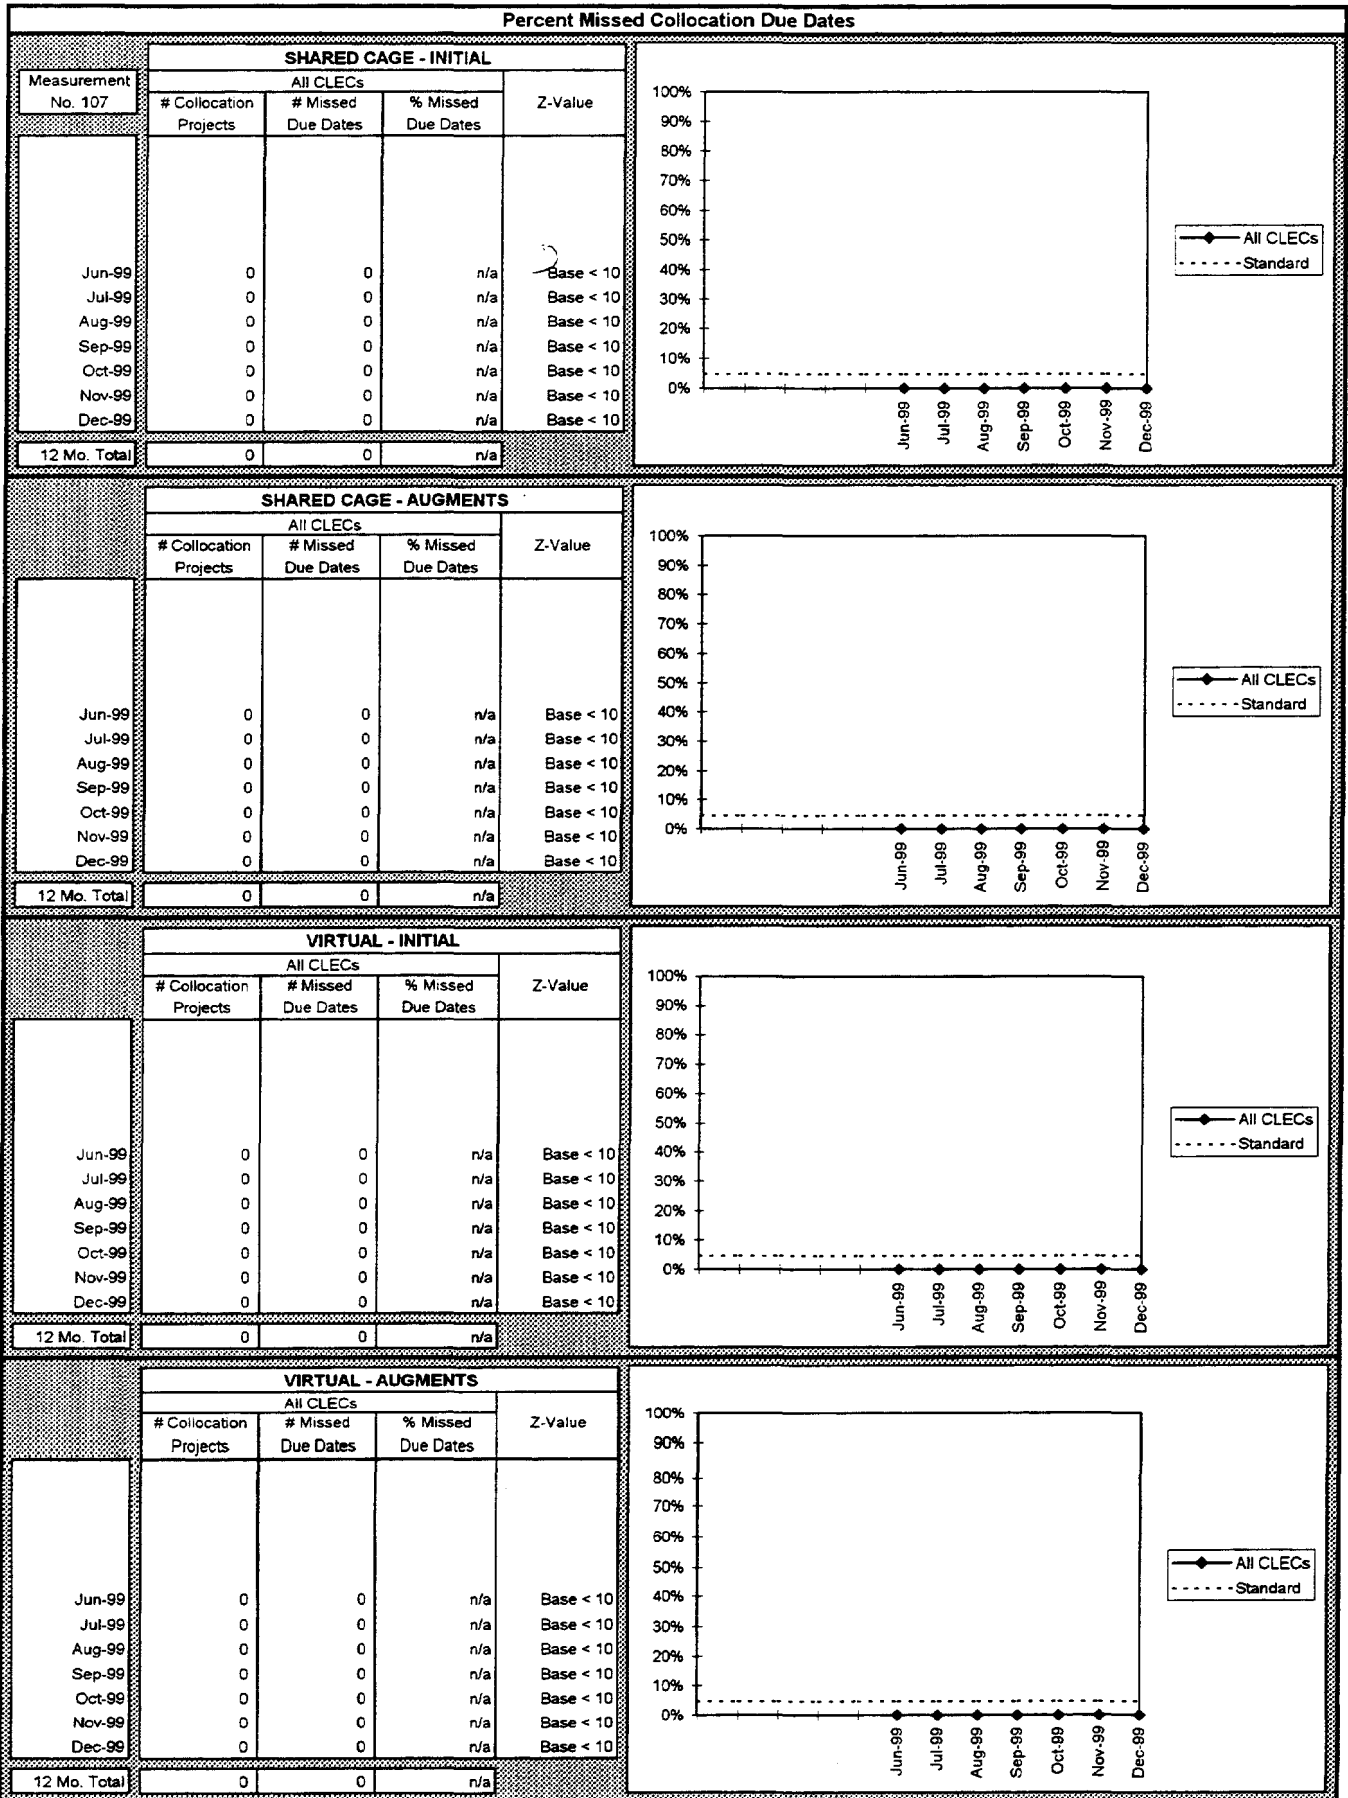 Percent Missed Collocation Due Dates
SHARED CAGE - INITIAL
Measurement
No. 107
All CLECs
# Collocation Projects
# Missed Due Dates
% Missed Due Dates
Z-Value
Jun-99 0 0 n/a Base < 10
Jul-99 0 0 n/a Base < 10
Aug-99 0 0 n/a Base < 10
Sep-99 0 0 n/a Base < 10
Oct-99 0 0 n/a Base < 10
Nov-99 0 0 n/a Base < 10
Dec-99 0 0 n/a Base < 10
12 Mo. Total 0 0 n/a
100%
90%
80%
70%
60%
50%
40%
30%
20%
10%
0%
Jun-99 Jul-99 Aug-99 Sep-99 Oct-99 Nov-99 Dec-99
All CLECs
Standard
SHARED CAGE - AUGMENTS
All CLECs
# Collocation Projects
# Missed Due Dates
% Missed Due Dates
Z-Value
Jun-99 0 0 n/a Base < 10
Jul-99 0 0 n/a Base < 10
Aug-99 0 0 n/a Base < 10
Sep-99 0 0 n/a Base < 10
Oct-99 0 0 n/a Base < 10
Nov-99 0 0 n/a Base < 10
Dec-99 0 0 n/a Base < 10
12 Mo. Total 0 0 n/a
100%
90%
80%
70%
60%
50%
40%
30%
20%
10%
0%
Jun-99 Jul-99 Aug-99 Sep-99 Oct-99 Nov-99 Dec-99
All CLECs
Standard
VIRTUAL - INITIAL
All CLECs
# Collocation Projects
# Missed Due Dates
% Missed Due Dates
Z-Value
Jun-99 0 0 n/a Base < 10
Jul-99 0 0 n/a Base < 10
Aug-99 0 0 n/a Base < 10
Sep-99 0 0 n/a Base < 10
Oct-99 0 0 n/a Base < 10
Nov-99 0 0 n/a Base < 10
Dec-99 0 0 n/a Base < 10
12 Mo. Total 0 0 n/a
100%
90%
80%
70%
60%
50%
40%
30%
20%
10%
0%
Jun-99 Jul-99 Aug-99 Sep-99 Oct-99 Nov-99 Dec-99
All CLECs
Standard
VIRTUAL - AUGMENTS
All CLECs
# Collocation Projects
# Missed Due Dates
% Missed Due Dates
Z-Value
Jun-99 0 0 n/a Base < 10
Jul-99 0 0 n/a Base < 10
Aug-99 0 0 n/a Base < 10
Sep-99 0 0 n/a Base < 10
Oct-99 0 0 n/a Base < 10
Nov-99 0 0 n/a Base < 10
Dec-99 0 0 n/a Base < 10
12 Mo. Total 0 0 n/a
100%
90%
80%
70%
60%
50%
40%
30%
20%
10%
0%
Jun-99 Jul-99 Aug-99 Sep-99 Oct-99 Nov-99 Dec-99
All CLECs
Standard